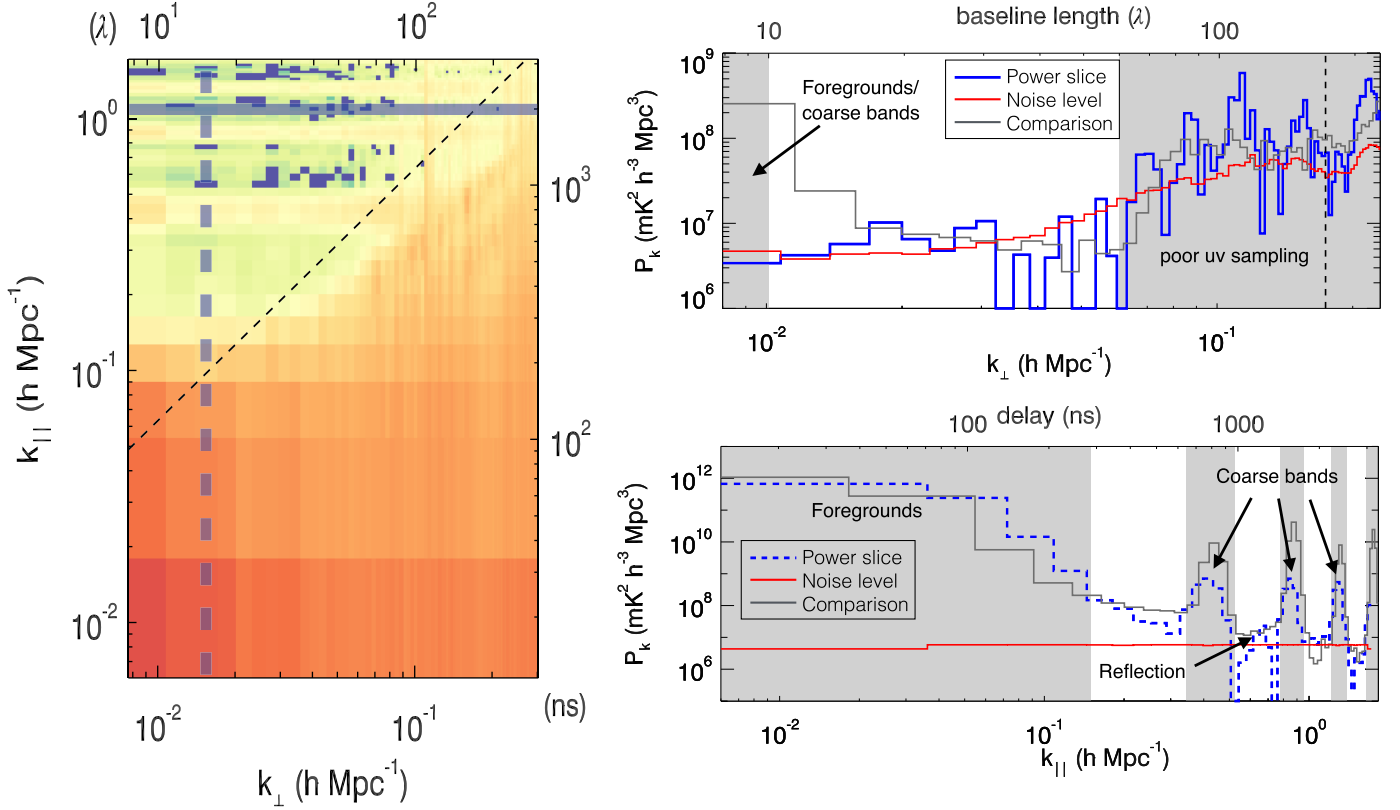 (λ) 10¹ 10²
10⁰
10⁻¹
10⁻²
k|| (h Mpc⁻¹)
10³
10²
(ns)
10⁻² 10⁻¹
k⊥ (h Mpc⁻¹)
baseline length (λ)
10 100
10⁹
10⁸
10⁷
10⁶
P_k (mK² h⁻³ Mpc³)
Foregrounds/
coarse bands
Power slice
Noise level
Comparison
poor uv sampling
10⁻² 10⁻¹
k⊥ (h Mpc⁻¹)
delay (ns)
100 1000
10¹²
10¹⁰
10⁸
10⁶
P_k (mK² h⁻³ Mpc³)
Foregrounds
Coarse bands
Power slice
Noise level
Comparison
Reflection
10⁻² 10⁻¹ 10⁰
k|| (h Mpc⁻¹)